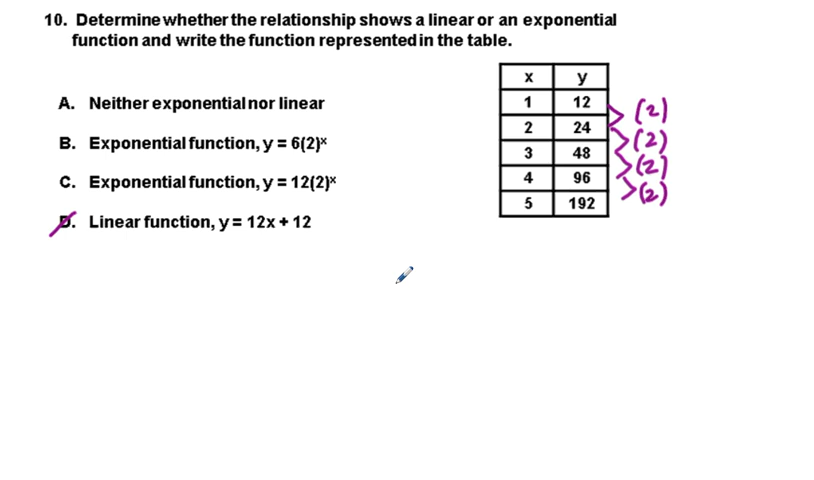 10. Determine whether the relationship shows a linear or an exponential
function and write the function represented in the table.
A. Neither exponential nor linear
B. Exponential function, y = 6(2)ˣ
C. Exponential function, y = 12(2)ˣ
D. Linear function, y = 12x + 12
x y
1 12
2 24
3 48
4 96
5 192
(2)
(2)
(2)
(2)